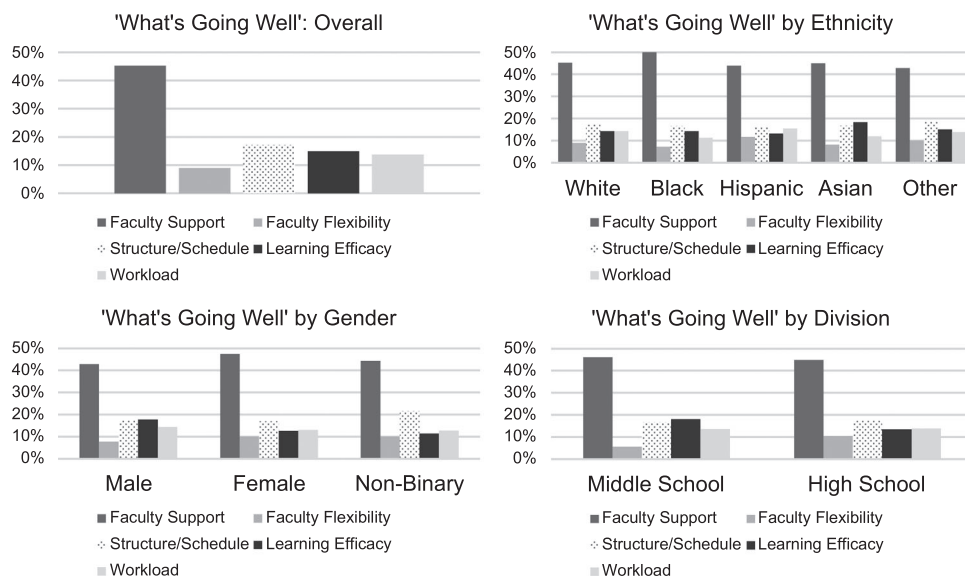 'What's Going Well': Overall
50%
40%
30%
20%
10%
0%
Faculty Support Faculty Flexibility
Structure/Schedule Learning Efficacy
Workload
'What's Going Well' by Ethnicity
50%
40%
30%
20%
10%
0%
White Black Hispanic Asian Other
Faculty Support Faculty Flexibility
Structure/Schedule Learning Efficacy
Workload
'What's Going Well' by Gender
50%
40%
30%
20%
10%
0%
Male Female Non-Binary
Faculty Support Faculty Flexibility
Structure/Schedule Learning Efficacy
Workload
'What's Going Well' by Division
50%
40%
30%
20%
10%
0%
Middle School High School
Faculty Support Faculty Flexibility
Structure/Schedule Learning Efficacy
Workload